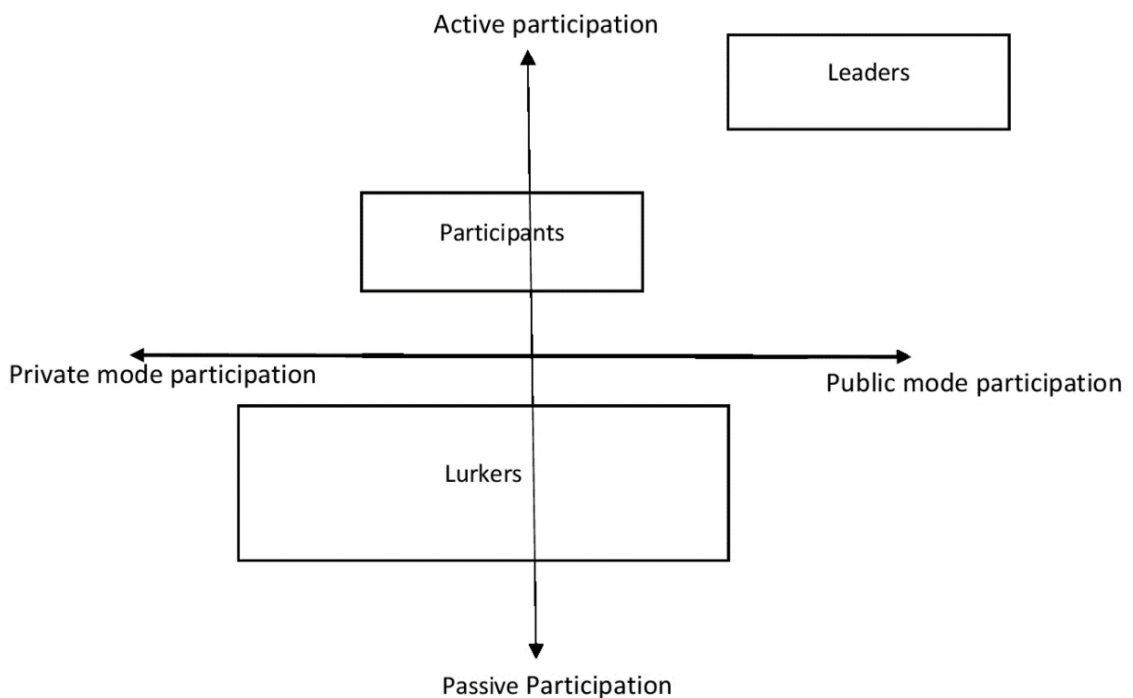 Active participation
Leaders
Participants
Private mode participation
Public mode participation
Lurkers
Passive Participation